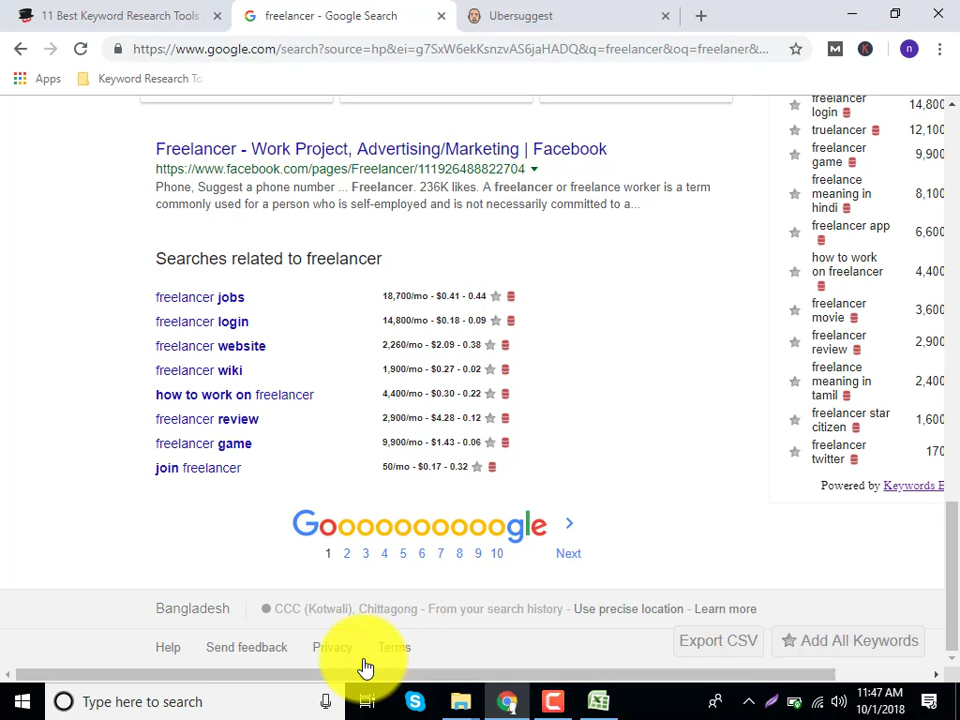 11 Best Keyword Research Tools
freelancer - Google Search
Ubersuggest
https://www.google.com/search?source=hp&ei=g7SxW6ekKsnzvAS6jaHADQ&q=freelancer&oq=freelaner&...
M
K
n
Apps
Keyword Research To
Freelancer - Work Project, Advertising/Marketing | Facebook
https://www.facebook.com/pages/Freelancer/111926488822704
Phone, Suggest a phone number ... Freelancer. 236K likes. A freelancer or freelance worker is a term
commonly used for a person who is self-employed and is not necessarily committed to a...
Searches related to freelancer
freelancer jobs 18,700/mo - $0.41 - 0.44
freelancer login 14,800/mo - $0.18 - 0.09
freelancer website 2,260/mo - $2.09 - 0.38
freelancer wiki 1,900/mo - $0.27 - 0.02
how to work on freelancer 4,400/mo - $0.30 - 0.22
freelancer review 2,900/mo - $4.28 - 0.12
freelancer game 9,900/mo - $1.43 - 0.06
join freelancer 50/mo - $0.17 - 0.32
freelancer
login 14,800
truelancer 12,100
freelancer
game 9,900
freelance
meaning in
hindi 8,100
freelancer app 6,600
how to work
on freelancer 4,400
freelancer
movie 3,600
freelancer
review 2,900
freelance
meaning in
tamil 2,400
freelancer star
citizen 1,600
freelancer
twitter 170
Powered by Keywords E
Goooooooooogle
1 2 3 4 5 6 7 8 9 10 Next
Bangladesh CCC (Kotwali), Chittagong - From your search history - Use precise location - Learn more
Help Send feedback Privacy Terms
Export CSV
Add All Keywords
Type here to search
11:47 AM
10/1/2018